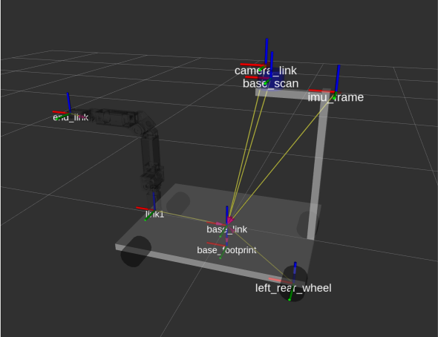 camera_link
base_scan
imu_frame
end_link
link1
base_link
base_footprint
left_rear_wheel